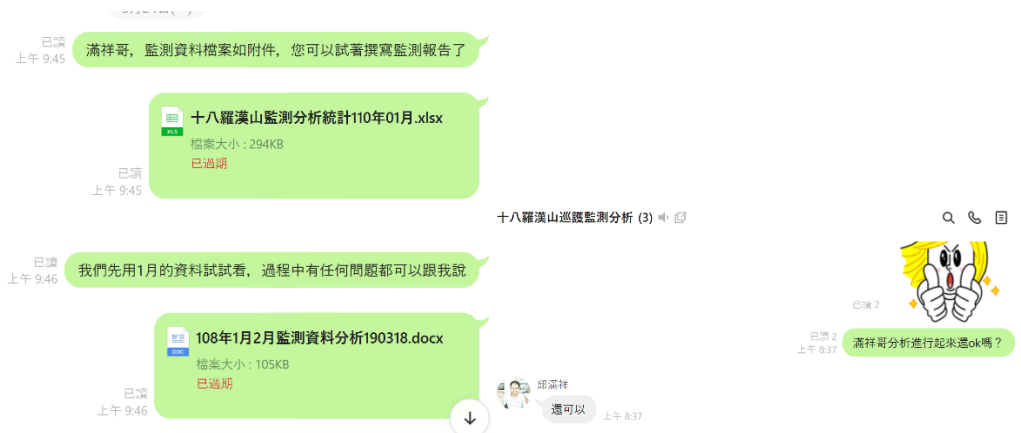 已讀
上午 9:45
滿祥哥，監測資料檔案如附件，您可以試著撰寫監測報告了
XLS
十八羅漢山監測分析統計110年01月.xlsx
檔案大小 : 294KB
已過期
已讀
上午 9:45
已讀
上午 9:46
我們先用1月的資料試試看，過程中有任何問題都可以跟我說
DOC
108年1月2月監測資料分析190318.docx
檔案大小 : 105KB
已過期
已讀
上午 9:46
十八羅漢山巡護監測分析 (3)
已讀 2
已讀 2
上午 8:37
滿祥哥分析進行起來還ok嗎？
邱滿祥
還可以
上午 8:37